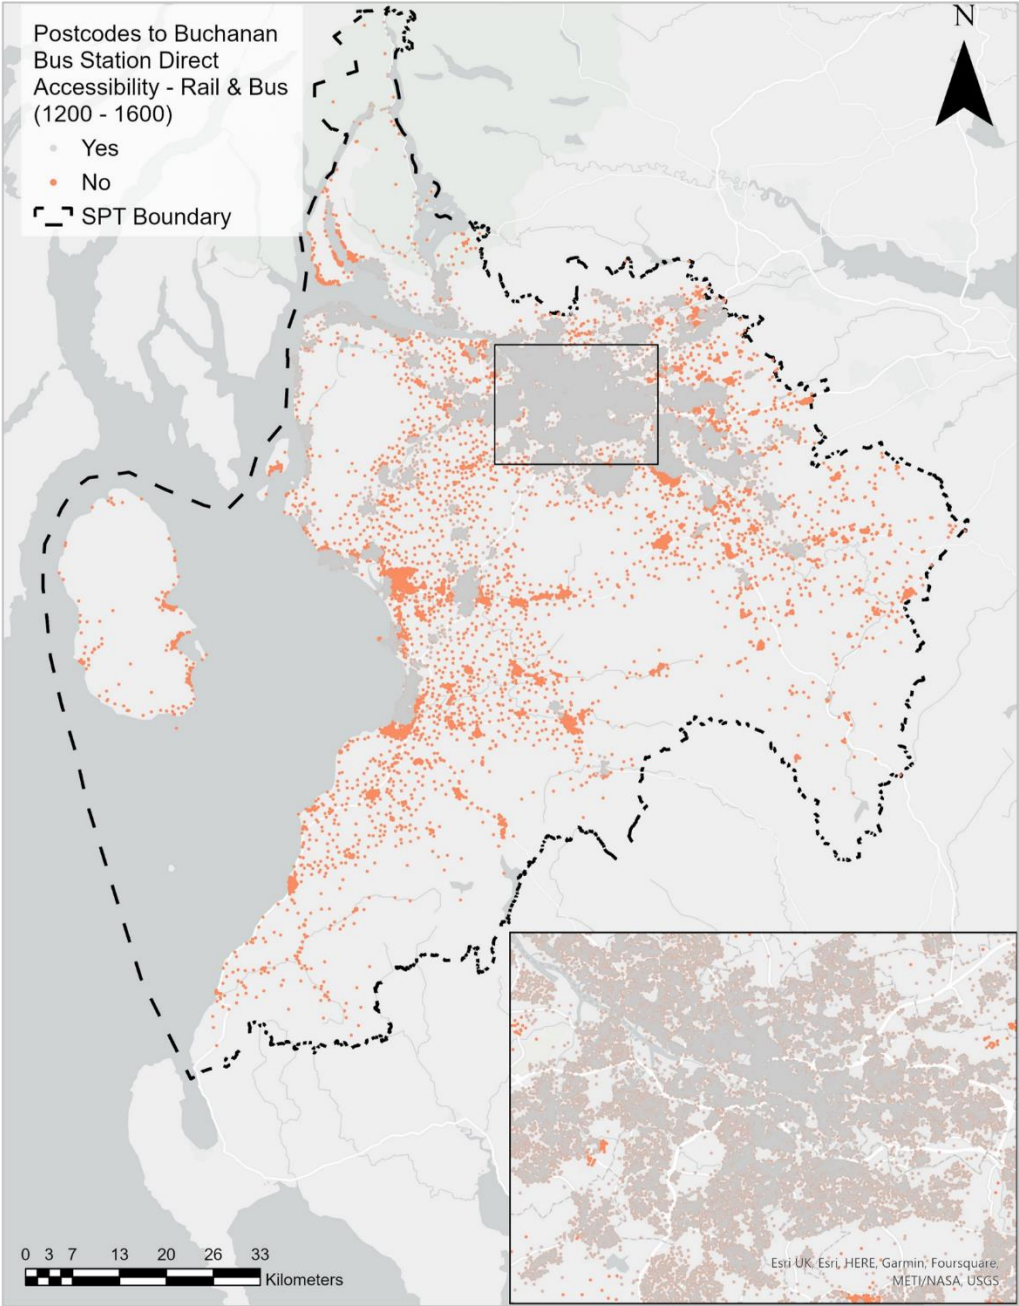 Postcodes to Buchanan
Bus Station Direct
Accessibility - Rail & Bus
(1200 - 1600)
Yes
No
SPT Boundary
N
0 3 7 13 20 26 33
Kilometers
Esri UK, Esri, HERE, Garmin, Foursquare,
METI/NASA, USGS